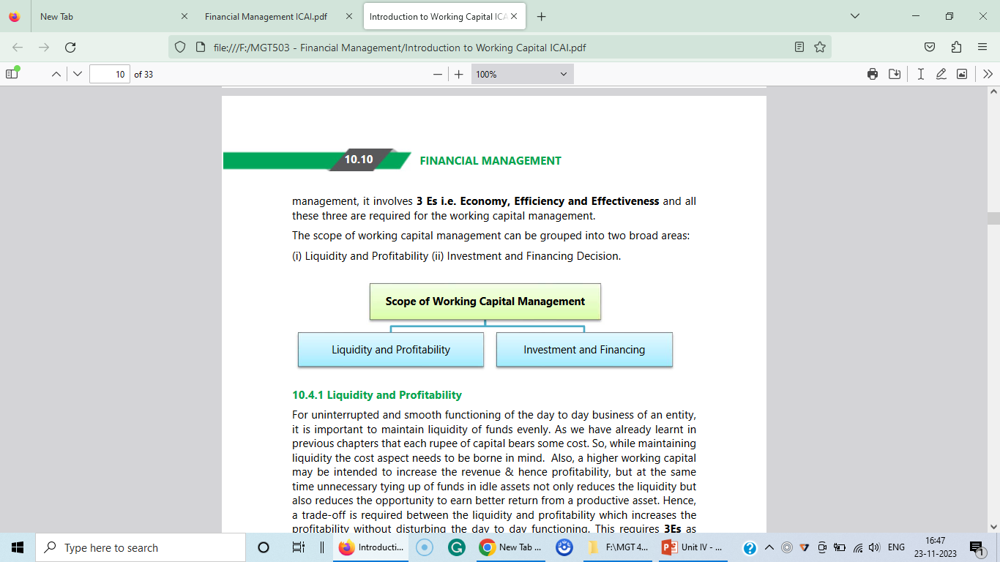 New Tab
Financial Management ICAI.pdf
Introduction to Working Capital ICA
file:///F:/MGT503 - Financial Management/Introduction to Working Capital ICAI.pdf
10 of 33
100%
10.10 FINANCIAL MANAGEMENT
management, it involves 3 Es i.e. Economy, Efficiency and Effectiveness and all
these three are required for the working capital management.
The scope of working capital management can be grouped into two broad areas:
(i) Liquidity and Profitability (ii) Investment and Financing Decision.
Scope of Working Capital Management
Liquidity and Profitability
Investment and Financing
10.4.1 Liquidity and Profitability
For uninterrupted and smooth functioning of the day to day business of an entity,
it is important to maintain liquidity of funds evenly. As we have already learnt in
previous chapters that each rupee of capital bears some cost. So, while maintaining
liquidity the cost aspect needs to be borne in mind. Also, a higher working capital
may be intended to increase the revenue & hence profitability, but at the same
time unnecessary tying up of funds in idle assets not only reduces the liquidity but
also reduces the opportunity to earn better return from a productive asset. Hence,
a trade-off is required between the liquidity and profitability which increases the
profitability without disturbing the day to day functioning. This requires 3Es as
Type here to search
Introducti...
New Tab ...
F:\MGT 4...
Unit IV - ...
ENG
16:47
23-11-2023
1